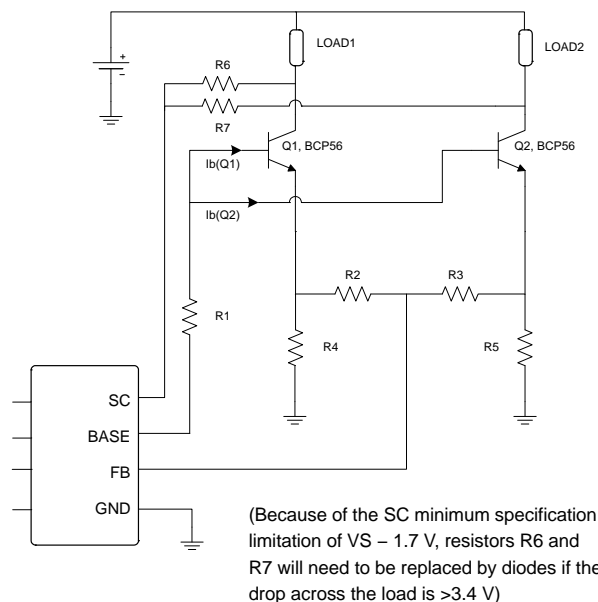 LOAD1
LOAD2
+
−
R6
R7
Q1, BCP56
Q2, BCP56
Ib(Q1)
Ib(Q2)
R2
R3
R1
R4
R5
SC
BASE
FB
GND
(Because of the SC minimum specification
limitation of VS − 1.7 V, resistors R6 and
R7 will need to be replaced by diodes if the
drop across the load is >3.4 V)